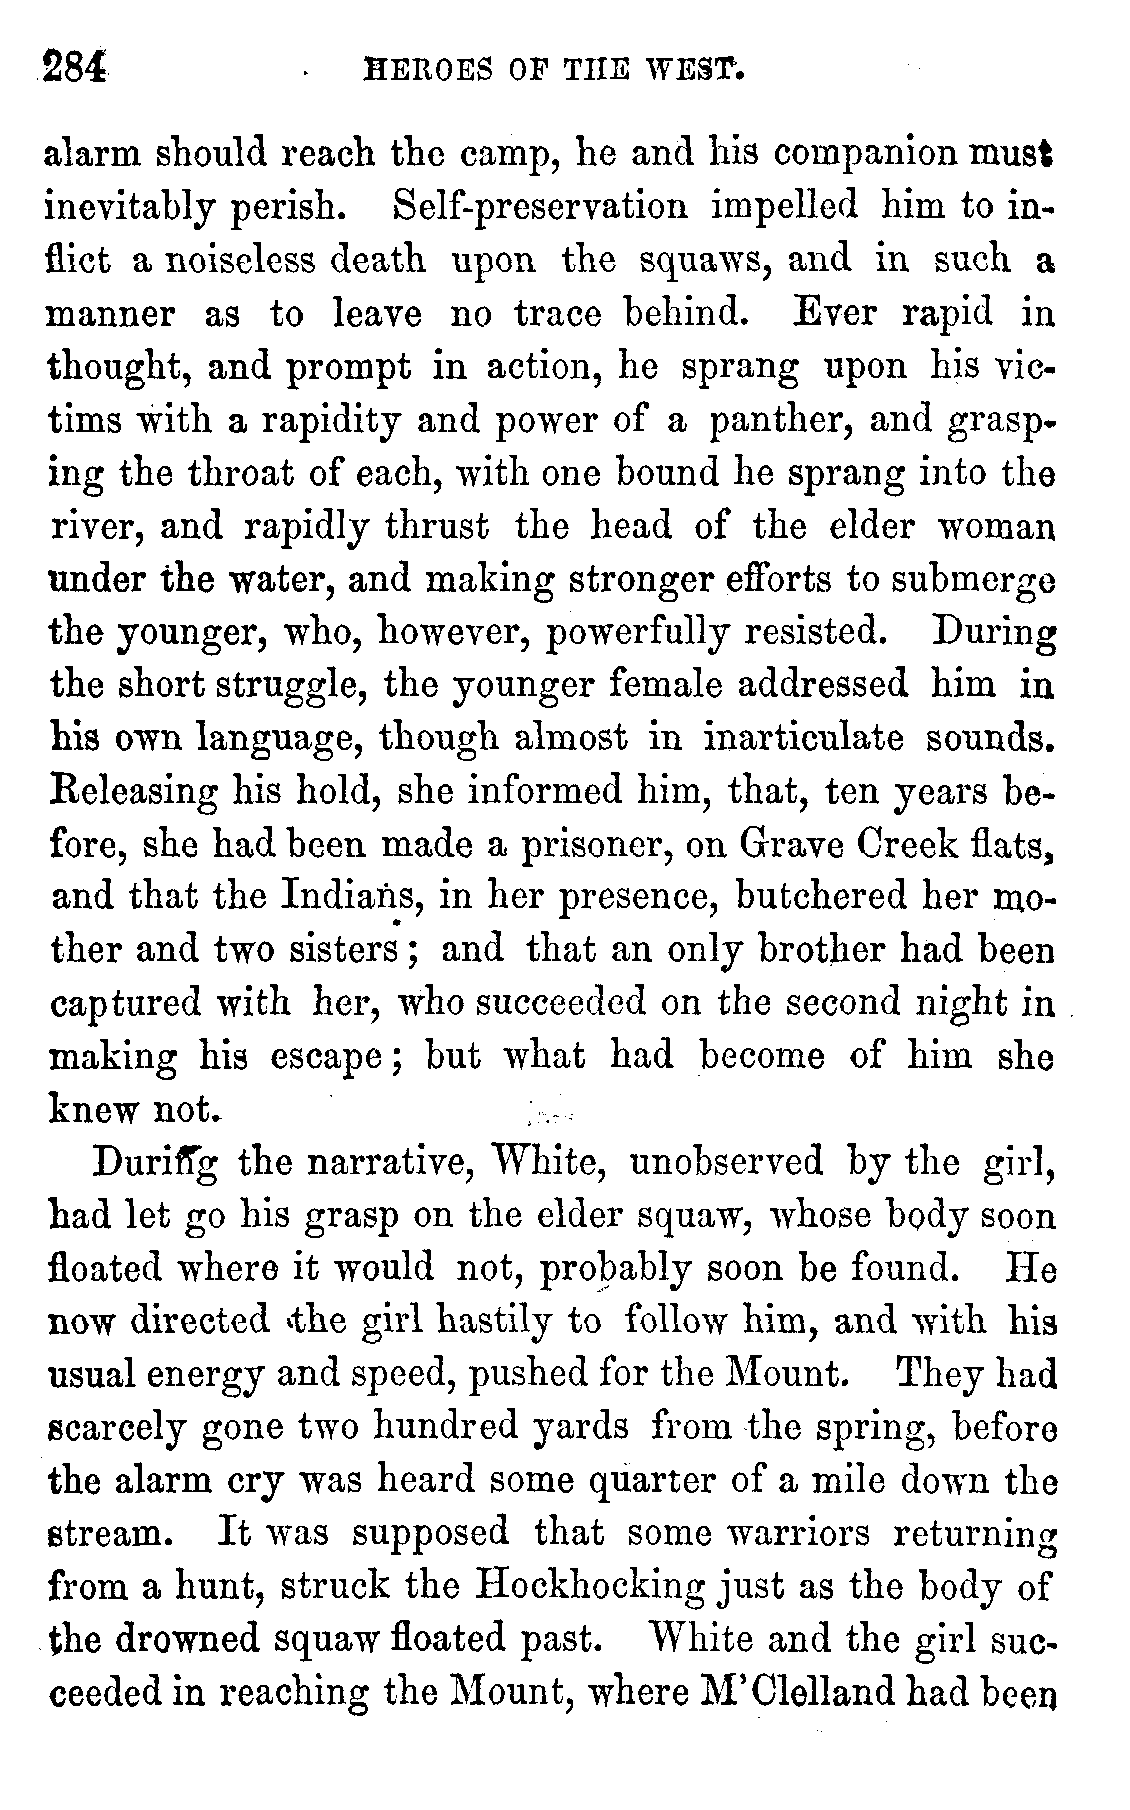 284 HEROES OF THE WEST.
alarm should reach the camp, he and his companion must
inevitably perish. Self-preservation impelled him to in-
flict a noiseless death upon the squaws, and in such a
manner as to leave no trace behind. Ever rapid in
thought, and prompt in action, he sprang upon his vic-
tims with a rapidity and power of a panther, and grasp-
ing the throat of each, with one bound he sprang into the
river, and rapidly thrust the head of the elder woman
under the water, and making stronger efforts to submerge
the younger, who, however, powerfully resisted. During
the short struggle, the younger female addressed him in
his own language, though almost in inarticulate sounds.
Releasing his hold, she informed him, that, ten years be-
fore, she had been made a prisoner, on Grave Creek flats,
and that the Indians, in her presence, butchered her mo-
ther and two sisters; and that an only brother had been
captured with her, who succeeded on the second night in
making his escape; but what had become of him she
knew not.
During the narrative, White, unobserved by the girl,
had let go his grasp on the elder squaw, whose body soon
floated where it would not, probably soon be found. He
now directed the girl hastily to follow him, and with his
usual energy and speed, pushed for the Mount. They had
scarcely gone two hundred yards from the spring, before
the alarm cry was heard some quarter of a mile down the
stream. It was supposed that some warriors returning
from a hunt, struck the Hockhocking just as the body of
the drowned squaw floated past. White and the girl suc-
ceeded in reaching the Mount, where M'Clelland had been